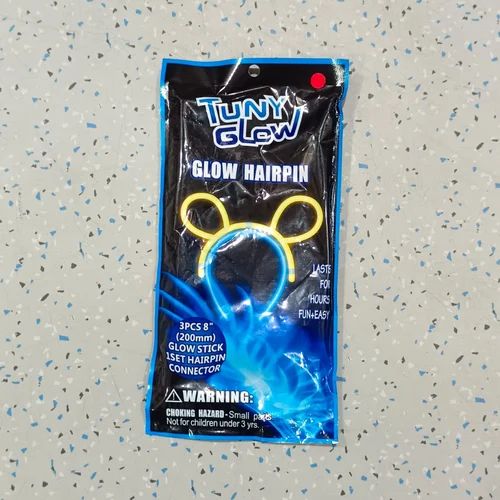 TUNY
GLOW
GLOW HAIRPIN
LASTS
FOR
HOURS
FUN+EASY
3PCS 8"
(200mm)
GLOW STICK
1SET HAIRPIN
CONNECTOR
WARNING:
CHOKING HAZARD-Small parts
Not for children under 3 yrs.